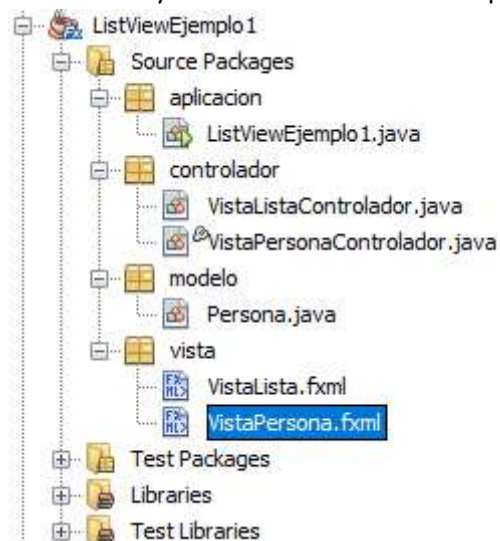 ListViewEjemplo1
Source Packages
aplicacion
ListViewEjemplo1.java
controlador
VistaListaControlador.java
VistaPersonaControlador.java
modelo
Persona.java
vista
VistaLista.fxml
VistaPersona.fxml
Test Packages
Libraries
Test Libraries